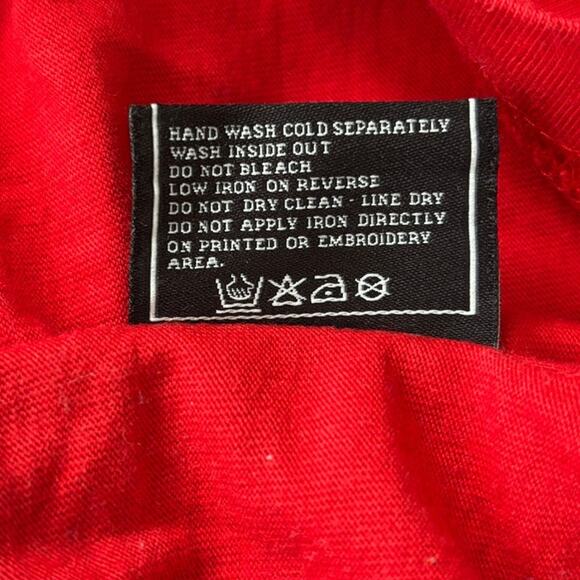 HAND WASH COLD SEPARATELY
WASH INSIDE OUT
DO NOT BLEACH
LOW IRON ON REVERSE
DO NOT DRY CLEAN - LINE DRY
DO NOT APPLY IRON DIRECTLY
ON PRINTED OR EMBROIDERY
AREA.